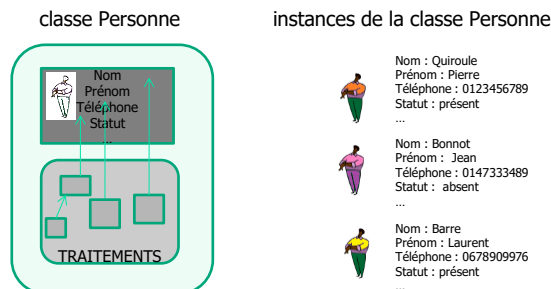 classe Personne
Nom
Prénom
Téléphone
Statut
...
TRAITEMENTS
instances de la classe Personne
Nom : Quiroule
Prénom : Pierre
Téléphone : 0123456789
Statut : présent
...
Nom : Bonnot
Prénom : Jean
Téléphone : 0147333489
Statut : absent
...
Nom : Barre
Prénom : Laurent
Téléphone : 0678909976
Statut : présent
...